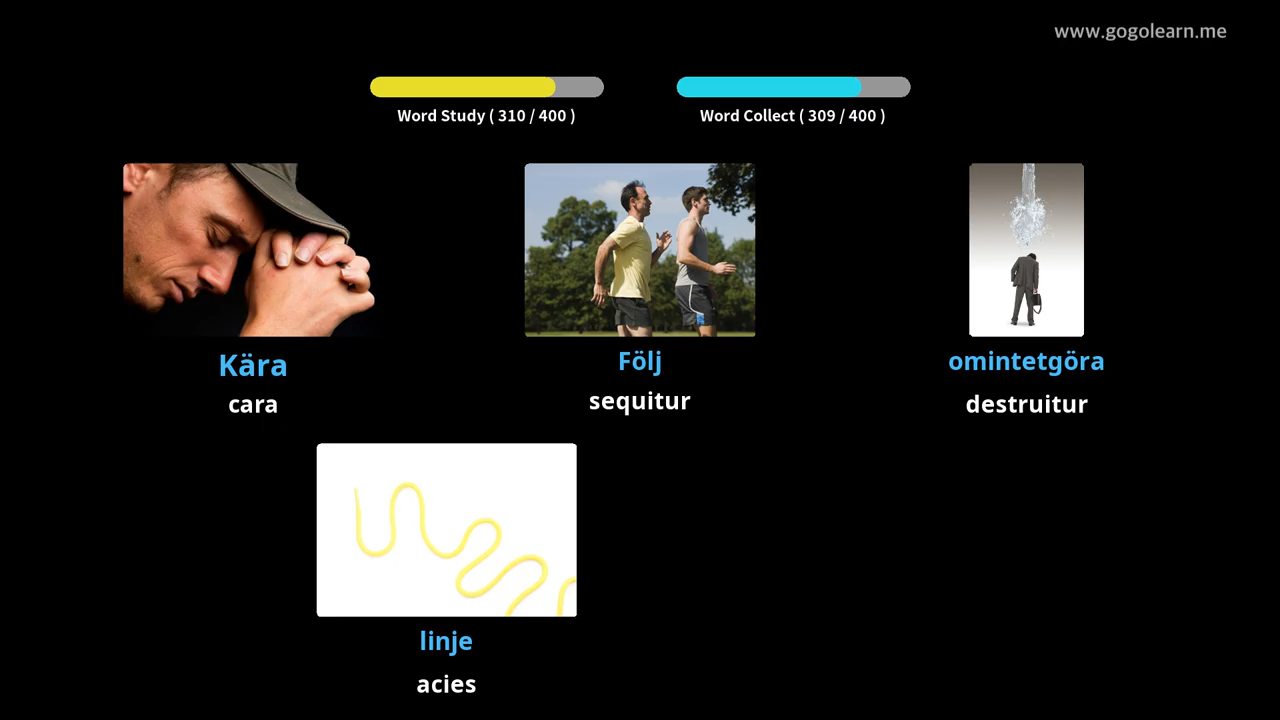 www.gogolearn.me
Word Study ( 310 / 400 )
Word Collect ( 309 / 400 )
Kära
cara
Följ
sequitur
omintetgöra
destruitur
linje
acies